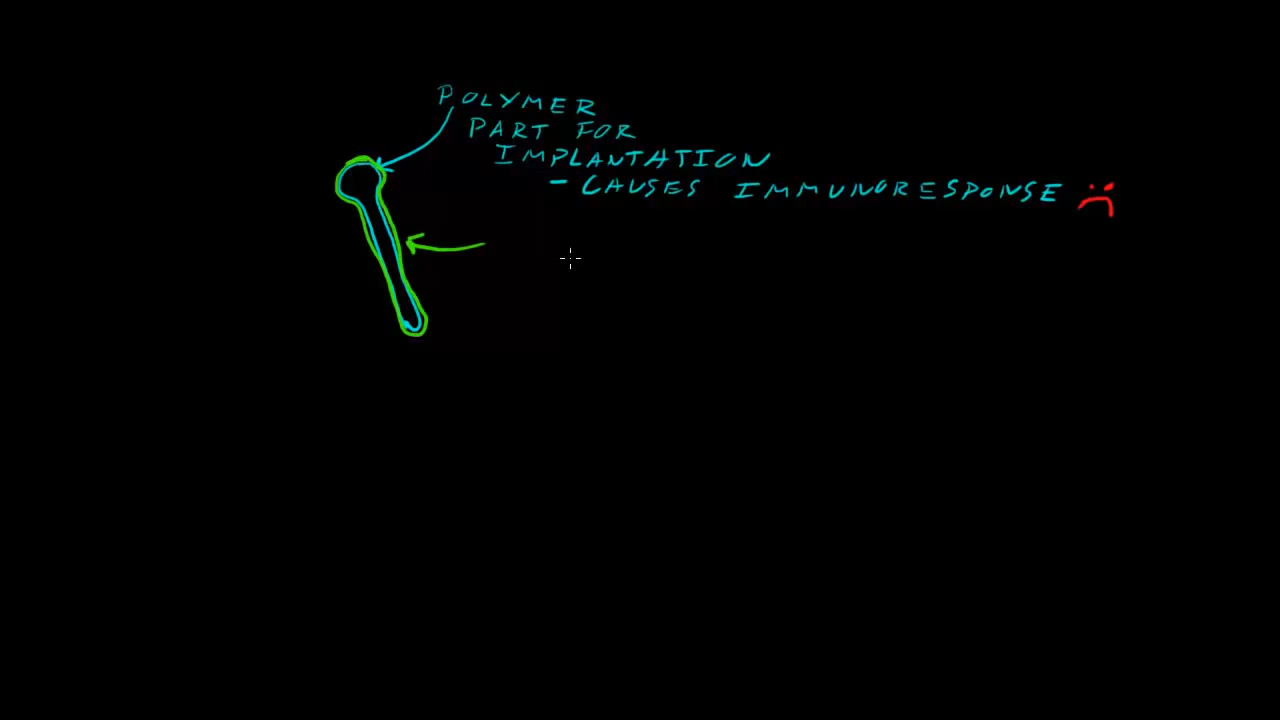 POLYMER
PART FOR
IMPLANTATION
- CAUSES IMMUNORESPONSE